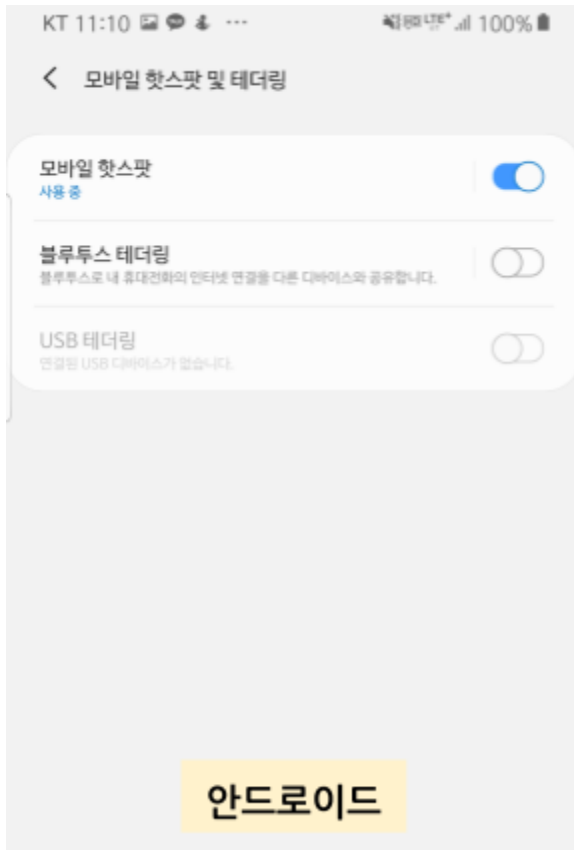 KT 11:10
100%
모바일 핫스팟 및 테더링
모바일 핫스팟
사용 중
블루투스 테더링
블루투스로 내 휴대전화의 인터넷 연결을 다른 디바이스와 공유합니다.
USB 테더링
연결된 USB 디바이스가 없습니다.
안드로이드